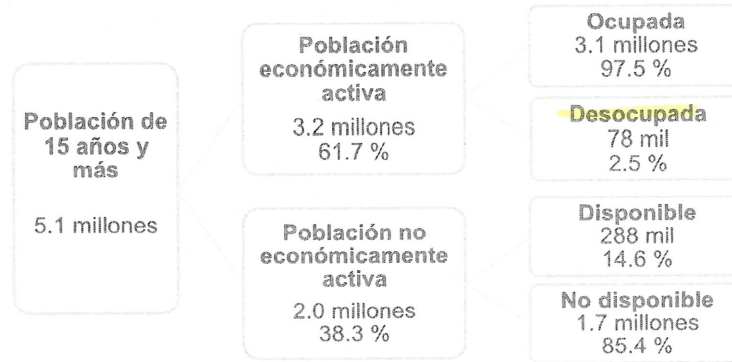 Población de
15 años y
más
5.1 millones
Población
económicamente
activa
3.2 millones
61.7 %
Población no
económicamente
activa
2.0 millones
38.3 %
Ocupada
3.1 millones
97.5 %
Desocupada
78 mil
2.5 %
Disponible
288 mil
14.6 %
No disponible
1.7 millones
85.4 %